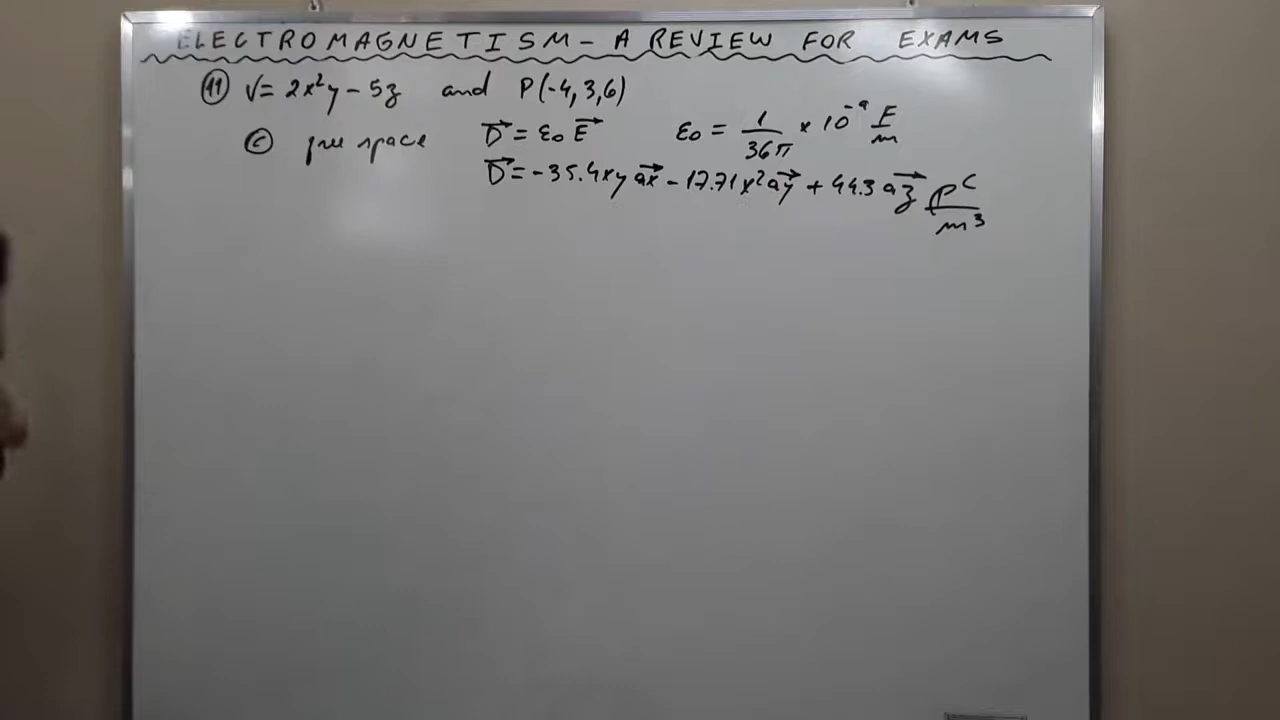 ELECTROMAGNETISM - A REVIEW FOR EXAMS
⑪ V = 2x²y - 5z and P(-4, 3, 6)
ⓒ free space D⃗ = ε₀ E⃗ ε₀ = 1/36π × 10⁻⁹ F/m
D⃗ = -35.4xy a⃗x - 17.71x² a⃗y + 44.3 a⃗z pC/m³